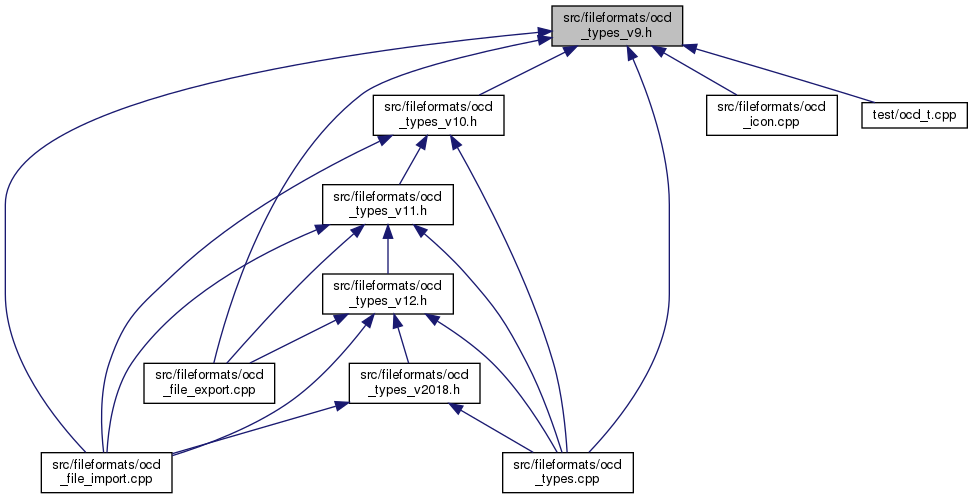 src/fileformats/ocd
_types_v9.h
src/fileformats/ocd
_types_v10.h
src/fileformats/ocd
_icon.cpp
test/ocd_t.cpp
src/fileformats/ocd
_types_v11.h
src/fileformats/ocd
_types_v12.h
src/fileformats/ocd
_file_export.cpp
src/fileformats/ocd
_types_v2018.h
src/fileformats/ocd
_file_import.cpp
src/fileformats/ocd
_types.cpp